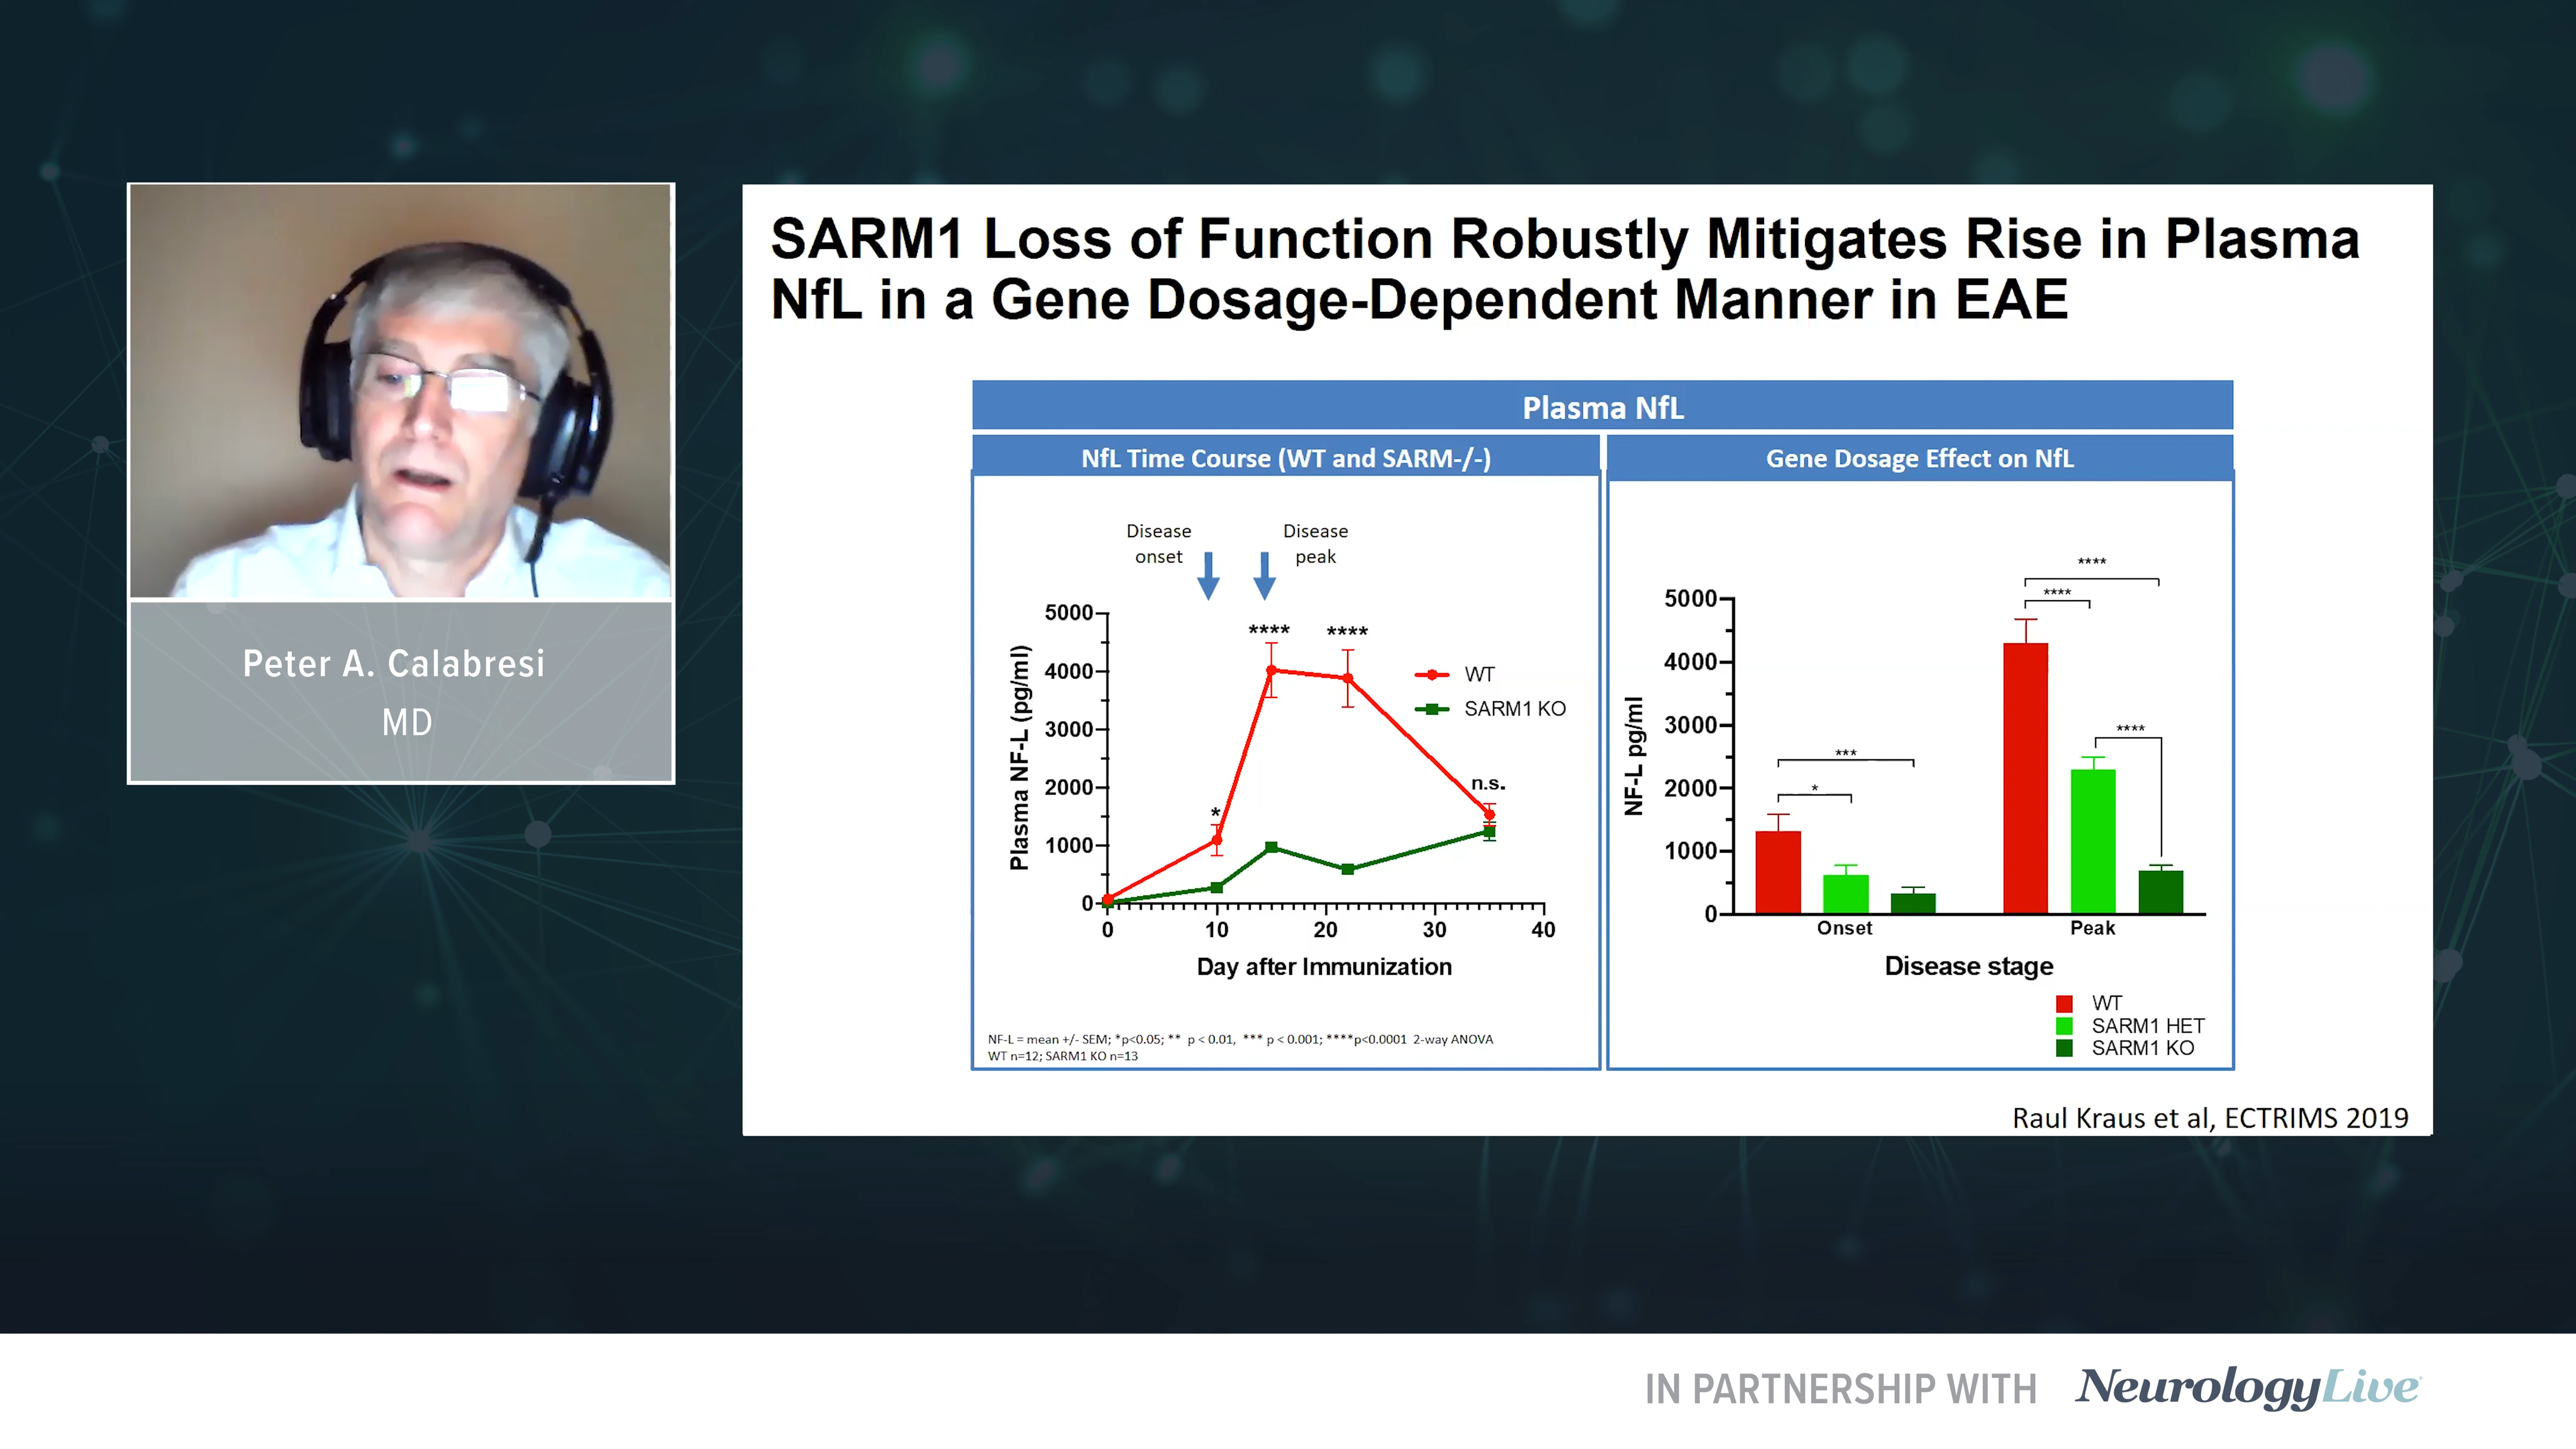 SARM1 Loss of Function Robustly Mitigates Rise in Plasma
NfL in a Gene Dosage-Dependent Manner in EAE
Peter A. Calabresi
MD
Plasma NfL
NfL Time Course (WT and SARM-/-)
Disease
onset
Disease
peak
5000
4000
3000
2000
1000
0
Plasma NF-L (pg/ml)
*
****
****
n.s.
WT
SARM1 KO
0 10 20 30 40
Day after Immunization
NF-L = mean +/- SEM; *p<0.05; ** p < 0.01, *** p < 0.001; ****p<0.0001 2-way ANOVA
WT n=12; SARM1 KO n=13
Gene Dosage Effect on NfL
5000
4000
3000
2000
1000
0
NF-L pg/ml
***
*
****
****
****
Onset Peak
Disease stage
WT
SARM1 HET
SARM1 KO
Raul Kraus et al, ECTRIMS 2019
IN PARTNERSHIP WITH NeurologyLive